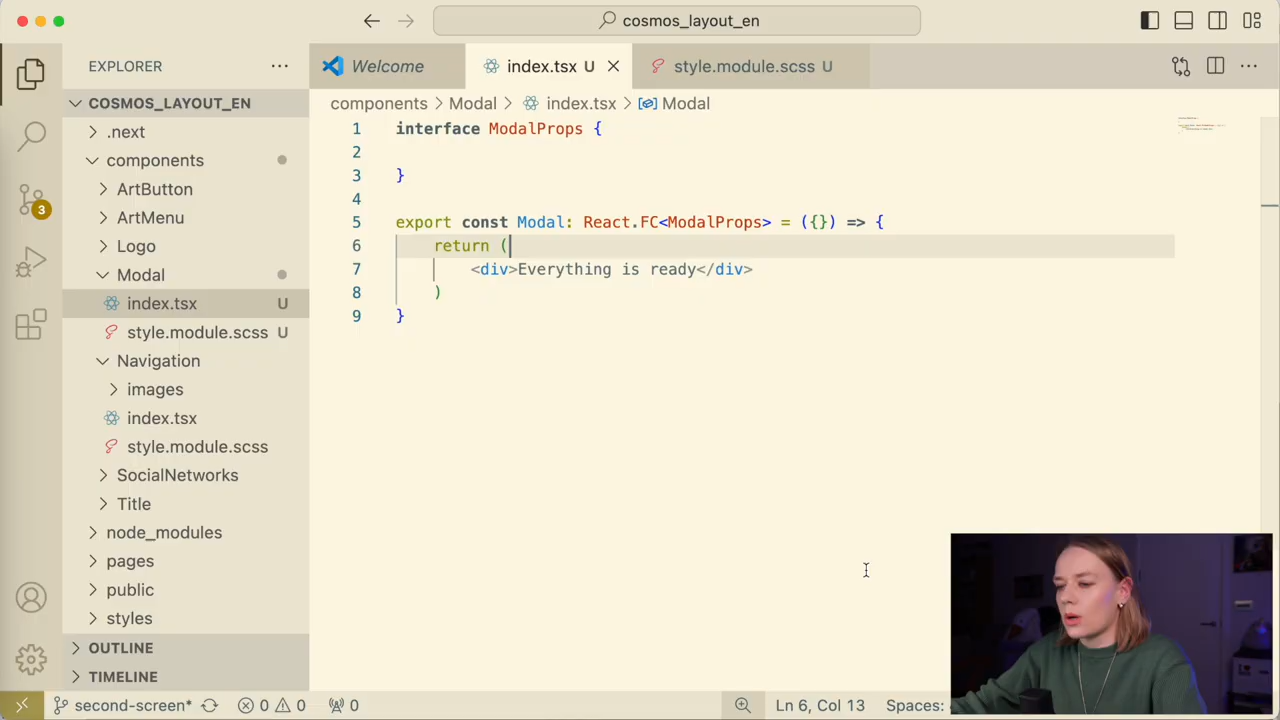 cosmos_layout_en
EXPLORER
COSMOS_LAYOUT_EN
.next
components
ArtButton
ArtMenu
Logo
Modal
index.tsx U
style.module.scss U
Navigation
images
index.tsx
style.module.scss
SocialNetworks
Title
node_modules
pages
public
styles
OUTLINE
TIMELINE
3
Welcome
index.tsx U
style.module.scss U
components > Modal > index.tsx > Modal
1 interface ModalProps {
2
3 }
4
5 export const Modal: React.FC<ModalProps> = ({}) => {
6 return (
7 <div>Everything is ready</div>
8 )
9 }
second-screen* 0 0 0
Ln 6, Col 13 Spaces: